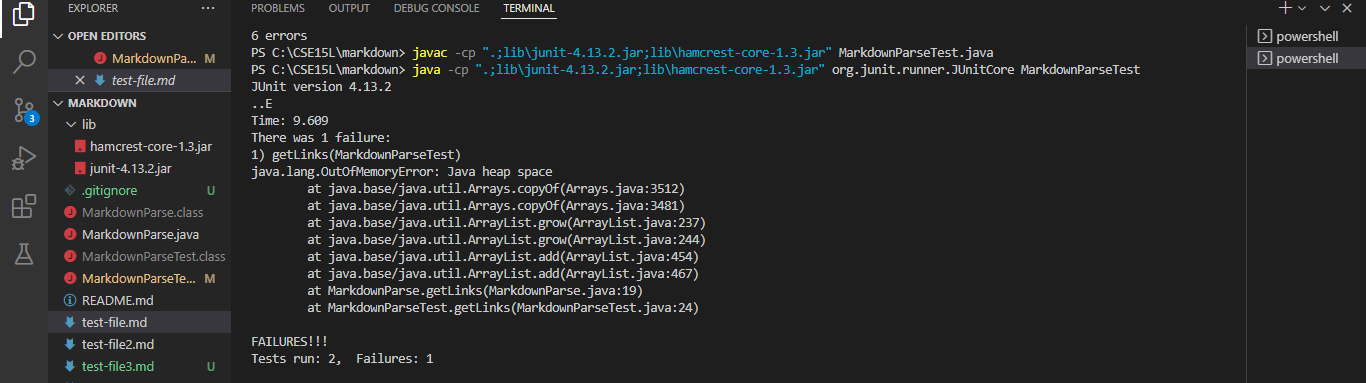 EXPLORER
OPEN EDITORS
MarkdownPa... M
test-file.md
MARKDOWN
lib
hamcrest-core-1.3.jar
junit-4.13.2.jar
.gitignore U
MarkdownParse.class
MarkdownParse.java
MarkdownParseTest.class
MarkdownParseTe... M
README.md
test-file.md
test-file2.md
test-file3.md U
3
PROBLEMS OUTPUT DEBUG CONSOLE TERMINAL
6 errors
PS C:\CSE15L\markdown> javac -cp ".;lib\junit-4.13.2.jar;lib\hamcrest-core-1.3.jar" MarkdownParseTest.java
PS C:\CSE15L\markdown> java -cp ".;lib\junit-4.13.2.jar;lib\hamcrest-core-1.3.jar" org.junit.runner.JUnitCore MarkdownParseTest
JUnit version 4.13.2
..E
Time: 9.609
There was 1 failure:
1) getLinks(MarkdownParseTest)
java.lang.OutOfMemoryError: Java heap space
at java.base/java.util.Arrays.copyOf(Arrays.java:3512)
at java.base/java.util.Arrays.copyOf(Arrays.java:3481)
at java.base/java.util.ArrayList.grow(ArrayList.java:237)
at java.base/java.util.ArrayList.grow(ArrayList.java:244)
at java.base/java.util.ArrayList.add(ArrayList.java:454)
at java.base/java.util.ArrayList.add(ArrayList.java:467)
at MarkdownParse.getLinks(MarkdownParse.java:19)
at MarkdownParseTest.getLinks(MarkdownParseTest.java:24)
FAILURES!!!
Tests run: 2,  Failures: 1
powershell
powershell